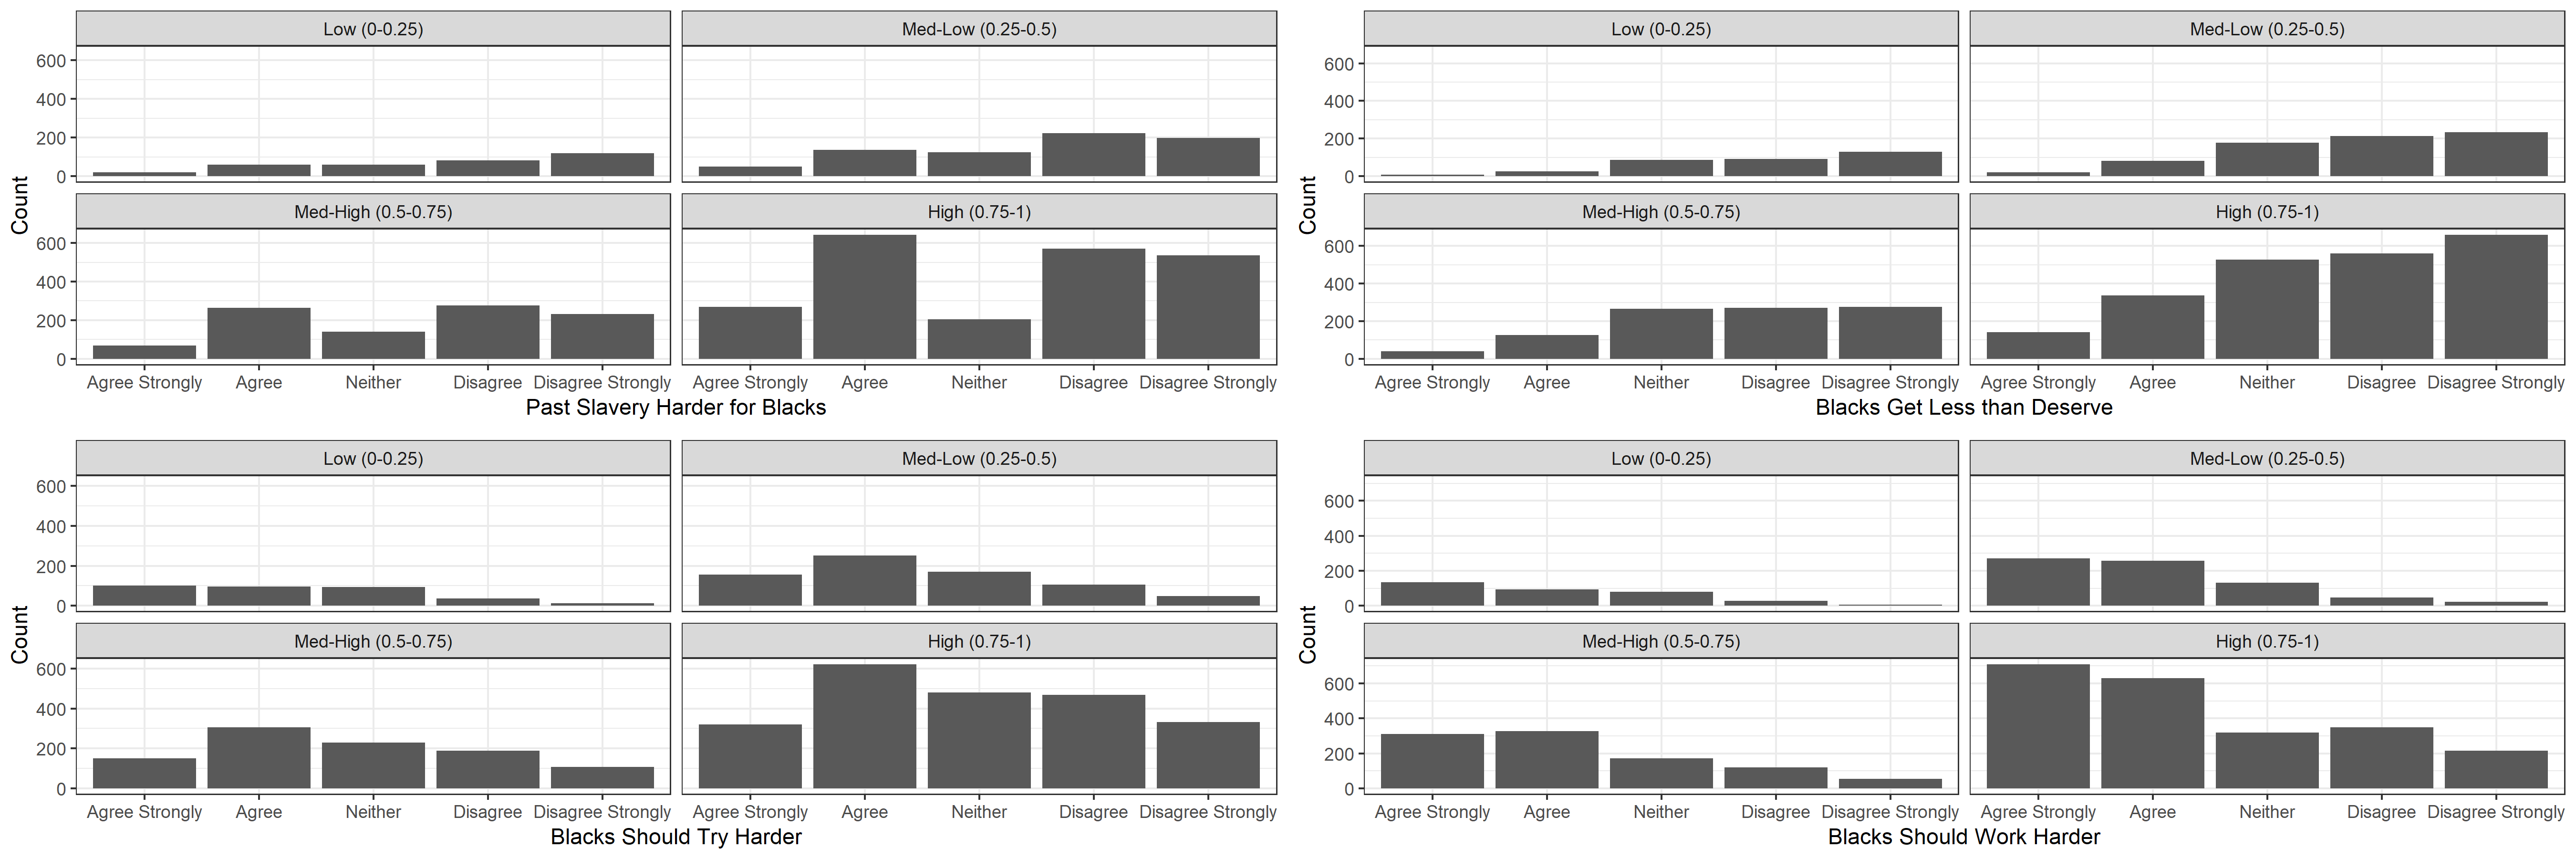 Low (0-0.25) Med-Low (0.25-0.5)
600
400
200
0
Med-High (0.5-0.75) High (0.75-1)
600
400
200
0
Count
Agree Strongly Agree Neither Disagree Disagree Strongly Agree Strongly Agree Neither Disagree Disagree Strongly
Past Slavery Harder for Blacks
Low (0-0.25) Med-Low (0.25-0.5)
600
400
200
0
Med-High (0.5-0.75) High (0.75-1)
600
400
200
0
Count
Agree Strongly Agree Neither Disagree Disagree Strongly Agree Strongly Agree Neither Disagree Disagree Strongly
Blacks Get Less than Deserve
Low (0-0.25) Med-Low (0.25-0.5)
600
400
200
0
Med-High (0.5-0.75) High (0.75-1)
600
400
200
0
Count
Agree Strongly Agree Neither Disagree Disagree Strongly Agree Strongly Agree Neither Disagree Disagree Strongly
Blacks Should Try Harder
Low (0-0.25) Med-Low (0.25-0.5)
600
400
200
0
Med-High (0.5-0.75) High (0.75-1)
600
400
200
0
Count
Agree Strongly Agree Neither Disagree Disagree Strongly Agree Strongly Agree Neither Disagree Disagree Strongly
Blacks Should Work Harder